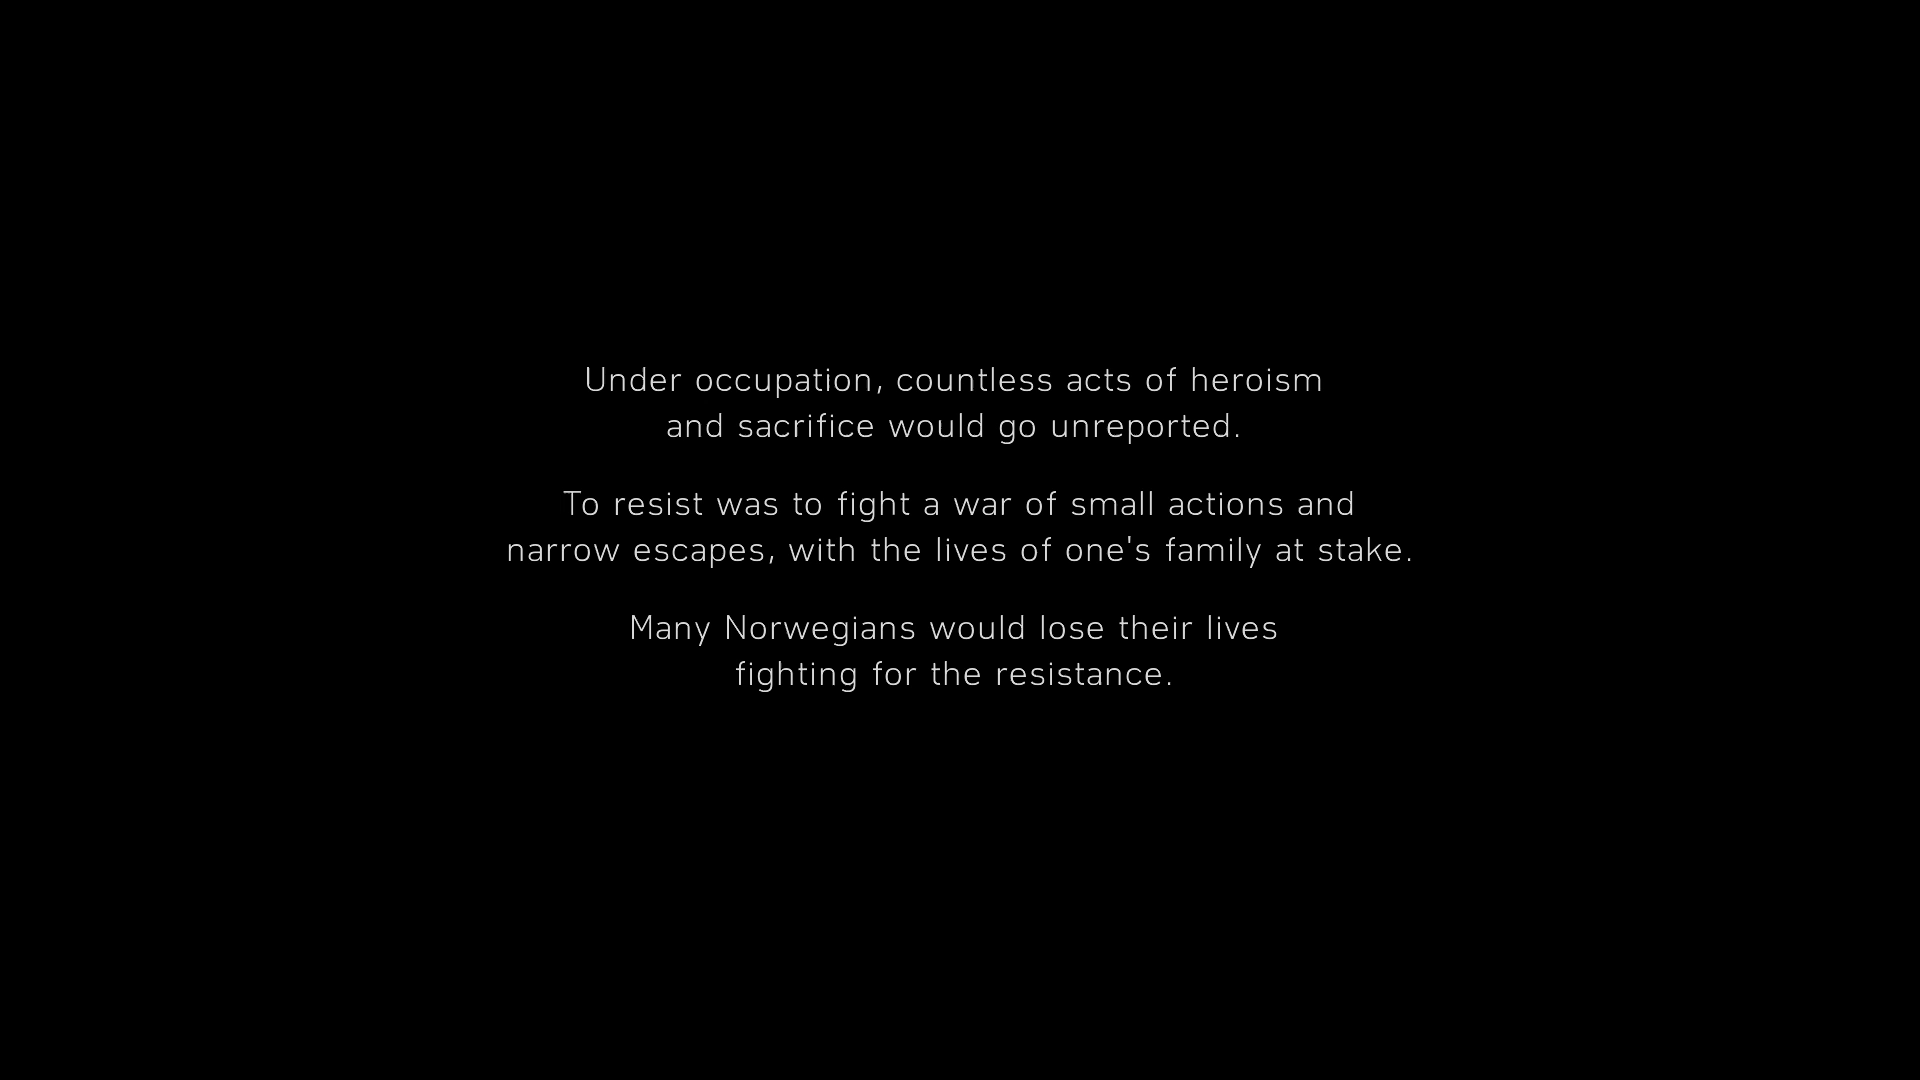 Under occupation, countless acts of heroism
and sacrifice would go unreported.
To resist was to fight a war of small actions and
narrow escapes, with the lives of one's family at stake.
Many Norwegians would lose their lives
fighting for the resistance.